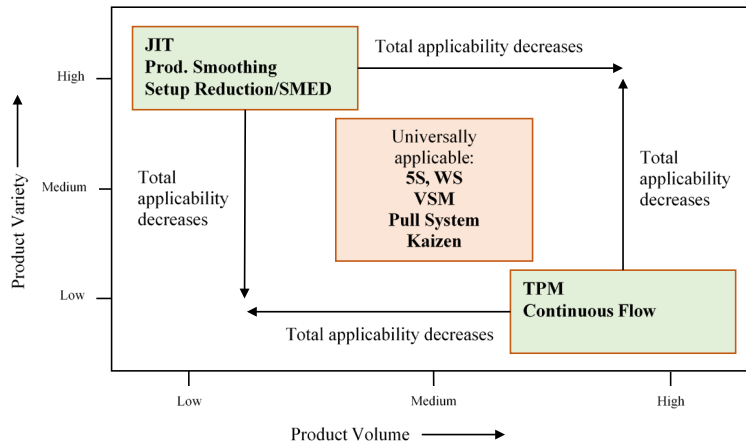 JIT
Prod. Smoothing
Setup Reduction/SMED
Total applicability decreases
High
Universally
applicable:
5S, WS
VSM
Pull System
Kaizen
Total
applicability
decreases
Total
applicability
decreases
Medium
Product Variety
Low
TPM
Continuous Flow
Total applicability decreases
Low
Medium
High
Product Volume